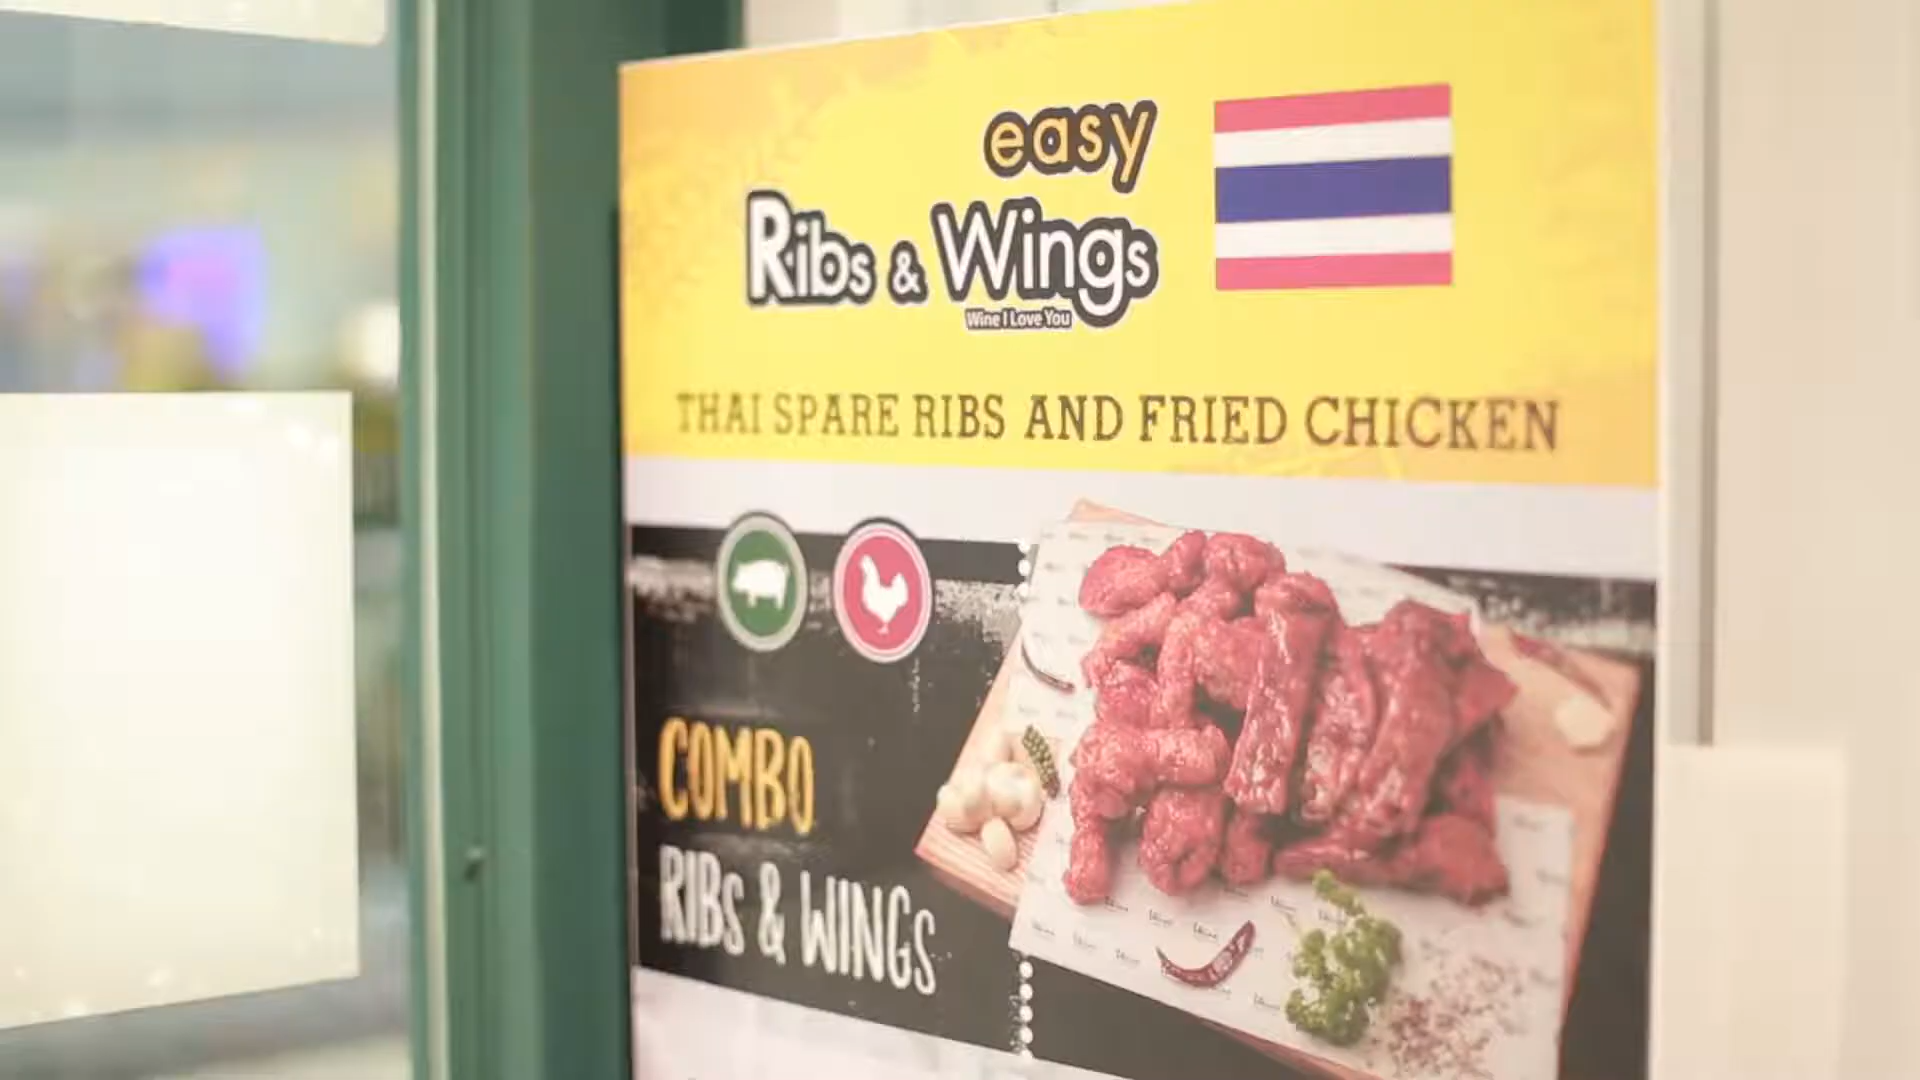 easy
Ribs & Wings
Wine I Love You
THAI SPARE RIBS AND FRIED CHICKEN
COMBO
RIBS & WINGS